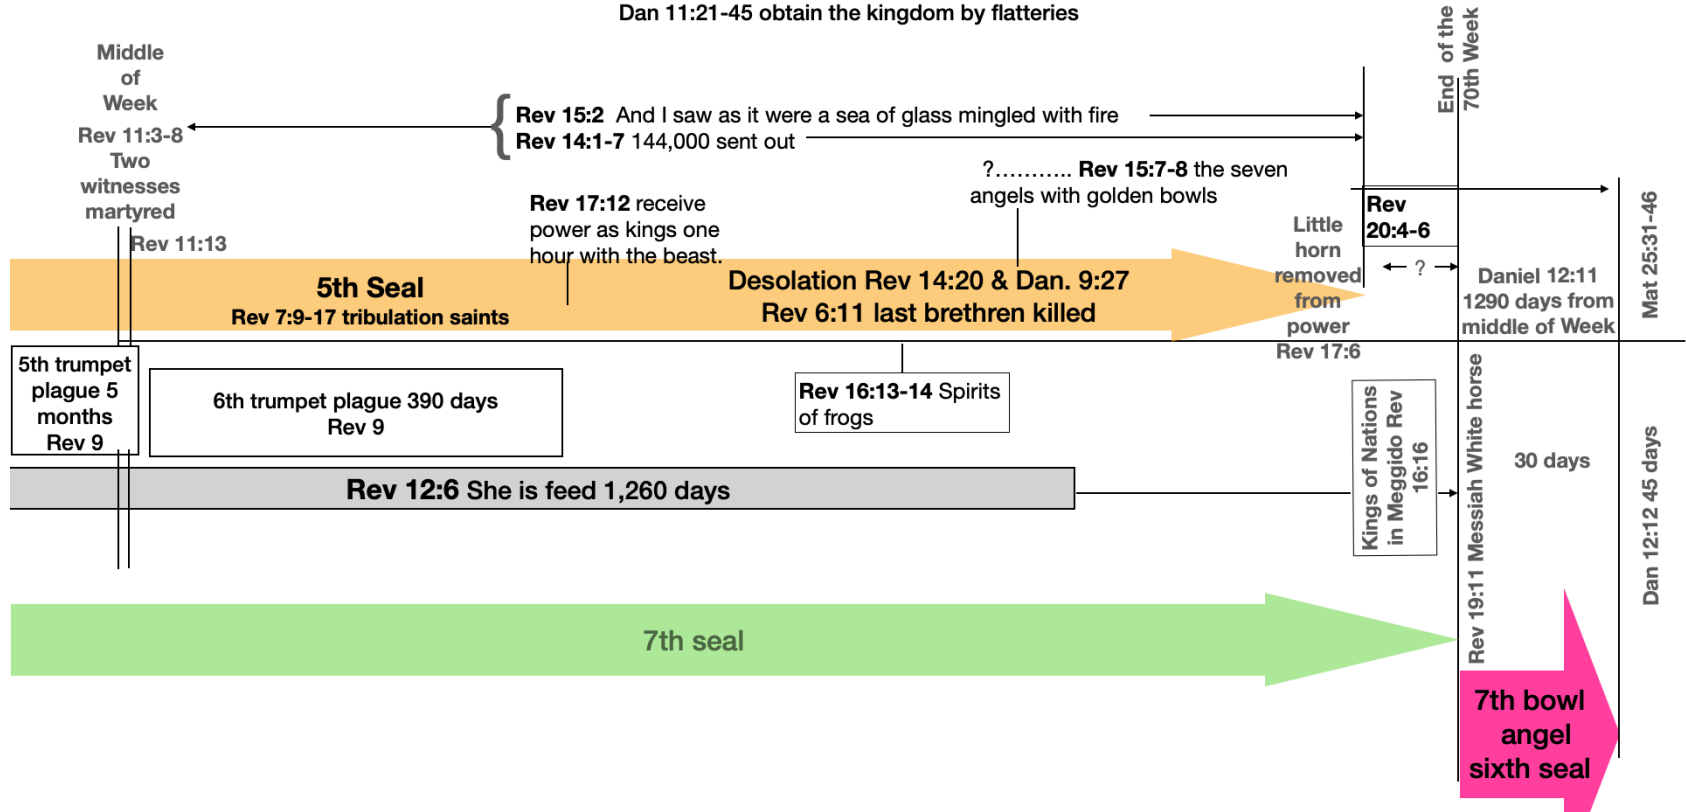 Dan 11:21-45 obtain the kingdom by flatteries
Middle
of
Week
Rev 11:3-8
Two
witnesses
martyred
Rev 11:13
Rev 15:2 And I saw as it were a sea of glass mingled with fire
Rev 14:1-7 144,000 sent out
?........... Rev 15:7-8 the seven
angels with golden bowls
Rev 17:12 receive
power as kings one
hour with the beast.
End of the
70th Week
Rev
20:4-6
?
Little
horn
removed
from
power
Rev 17:6
Daniel 12:11
1290 days from
middle of Week
Mat 25:31-46
5th Seal
Rev 7:9-17 tribulation saints
Desolation Rev 14:20 & Dan. 9:27
Rev 6:11 last brethren killed
5th trumpet
plague 5
months
Rev 9
6th trumpet plague 390 days
Rev 9
Rev 16:13-14 Spirits
of frogs
Kings of Nations
in Meggido Rev
16:16
Rev 19:11 Messiah White horse
30 days
Dan 12:12 45 days
Rev 12:6 She is feed 1,260 days
7th seal
7th bowl
angel
sixth seal